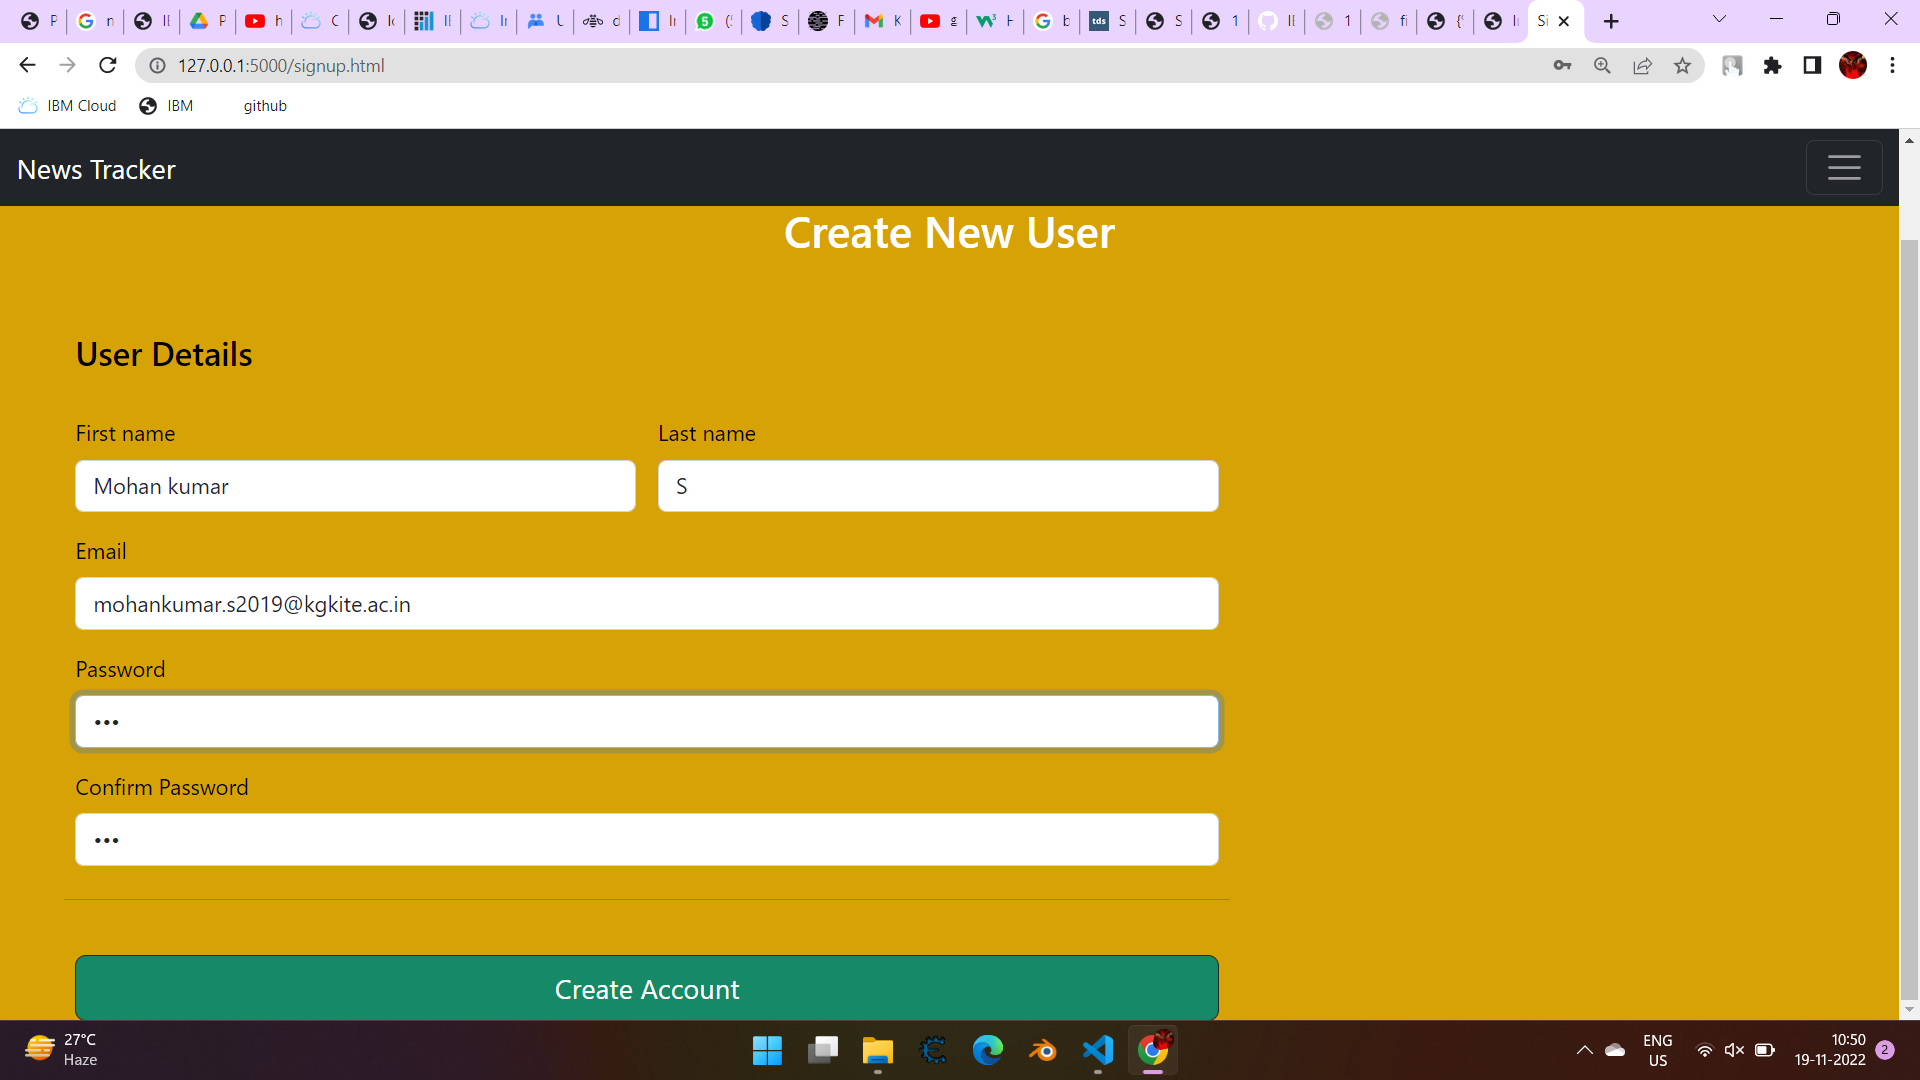 127.0.0.1:5000/signup.html
IBM Cloud IBM github
News Tracker
Create New User
User Details
First name Last name
Mohan kumar S
Email
mohankumar.s2019@kgkite.ac.in
Password
•••
Confirm Password
•••
Create Account
27°C
Haze
ENG
US
10:50
19-11-2022
2